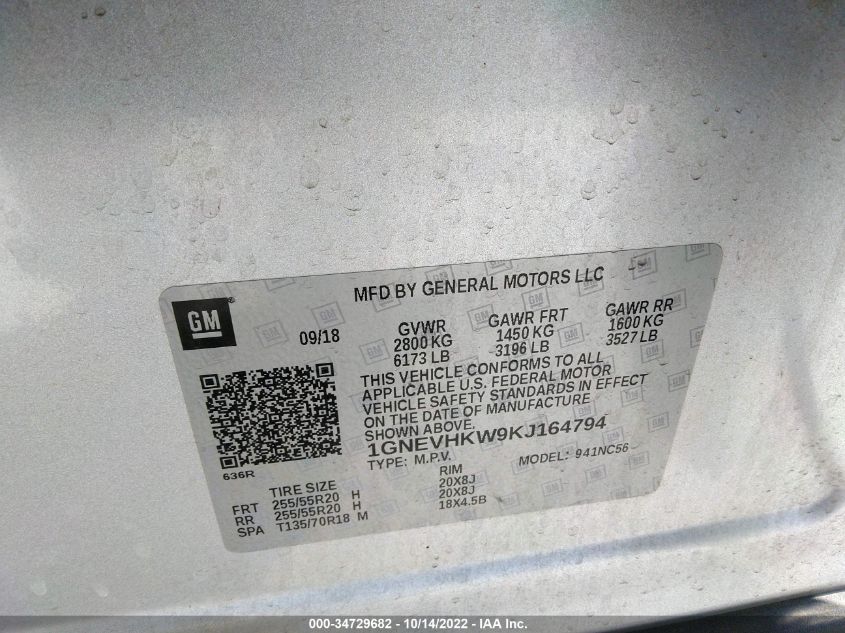 MFD BY GENERAL MOTORS LLC
GM
09/18
GVWR
2800 KG
6173 LB
GAWR FRT
1450 KG
3196 LB
GAWR RR
1600 KG
3527 LB
THIS VEHICLE CONFORMS TO ALL
APPLICABLE U.S. FEDERAL MOTOR
VEHICLE SAFETY STANDARDS IN EFFECT
ON THE DATE OF MANUFACTURE
SHOWN ABOVE.
1GNEVHKW9KJ164794
TYPE: M.P.V. MODEL: 941NC56
636R
TIRE SIZE RIM
FRT 255/55R20 H 20X8J
RR 255/55R20 H 20X8J
SPA T135/70R18 M 18X4.5B
000-34729682 - 10/14/2022 - IAA Inc.